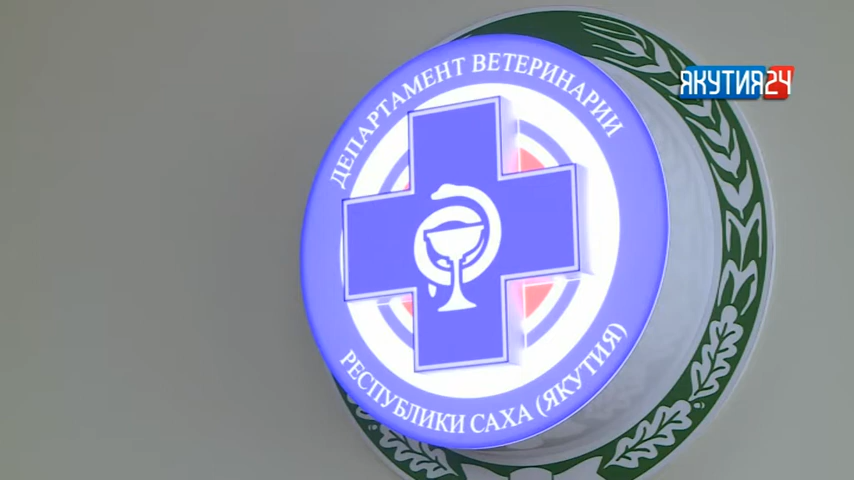 ДЕПАРТАМЕНТ ВЕТЕРИНАРИИ
РЕСПУБЛИКИ САХА (ЯКУТИЯ)
ЯКУТИЯ24